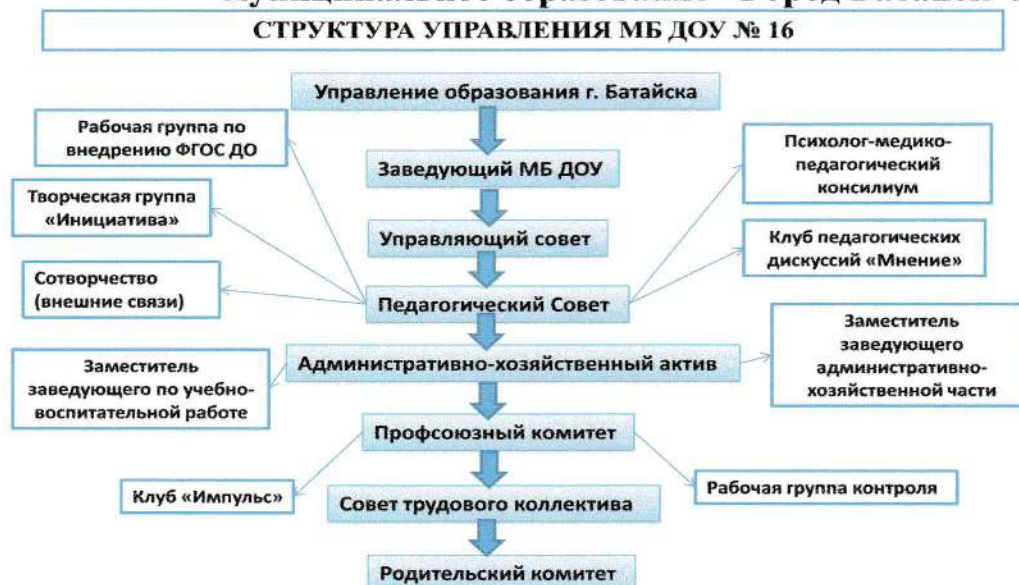 СТРУКТУРА УПРАВЛЕНИЯ МБ ДОУ № 16
Управление образования г. Батайска
Рабочая группа по
внедрению ФГОС ДО
Психолог-медико-
педагогический
консилиум
Заведующий МБ ДОУ
Творческая группа
«Инициатива»
Управляющий совет
Клуб педагогических
дискуссий «Мнение»
Сотворчество
(внешние связи)
Педагогический Совет
Заместитель
заведующего
административно-
хозяйственной части
Административно-хозяйственный актив
Заместитель
заведующего по учебно-
воспитательной работе
Профсоюзный комитет
Клуб «Импульс»
Рабочая группа контроля
Совет трудового коллектива
Родительский комитет